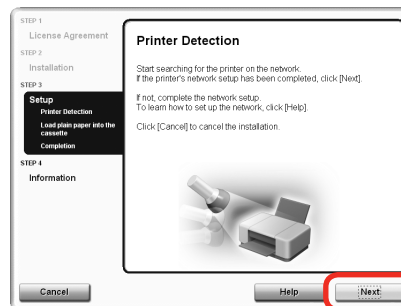 STEP 1
License Agreement
STEP 2
Installation
STEP 3
Setup
Printer Detection
Load plain paper into the
cassette
Completion
STEP 4
Information
Printer Detection
Start searching for the printer on the network.
If the printer's network setup has been completed, click [Next].
If not, complete the network setup.
To learn how to set up the network, click [Help].
Click [Cancel] to cancel the installation.
Cancel
Help
Next